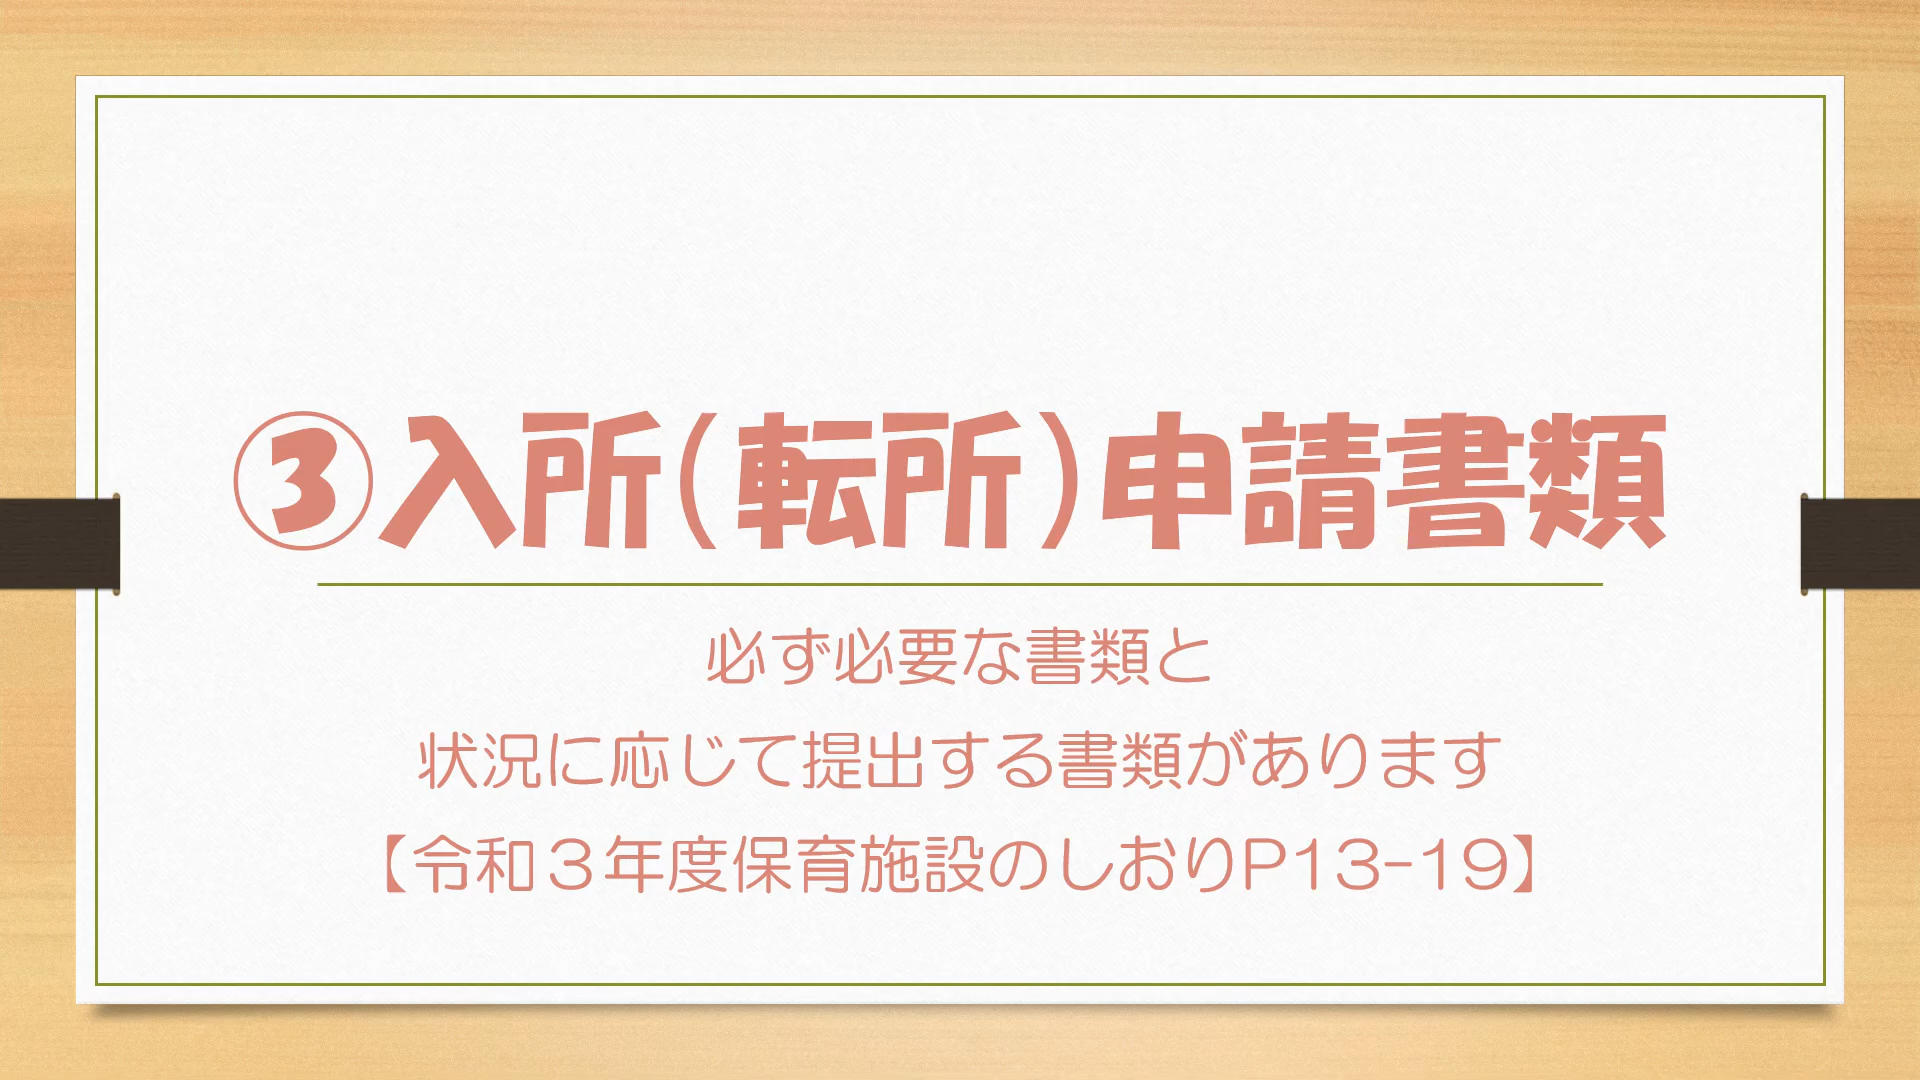 ③入所(転所)申請書類
必ず必要な書類と
状況に応じて提出する書類があります
【令和３年度保育施設のしおりP13-19】